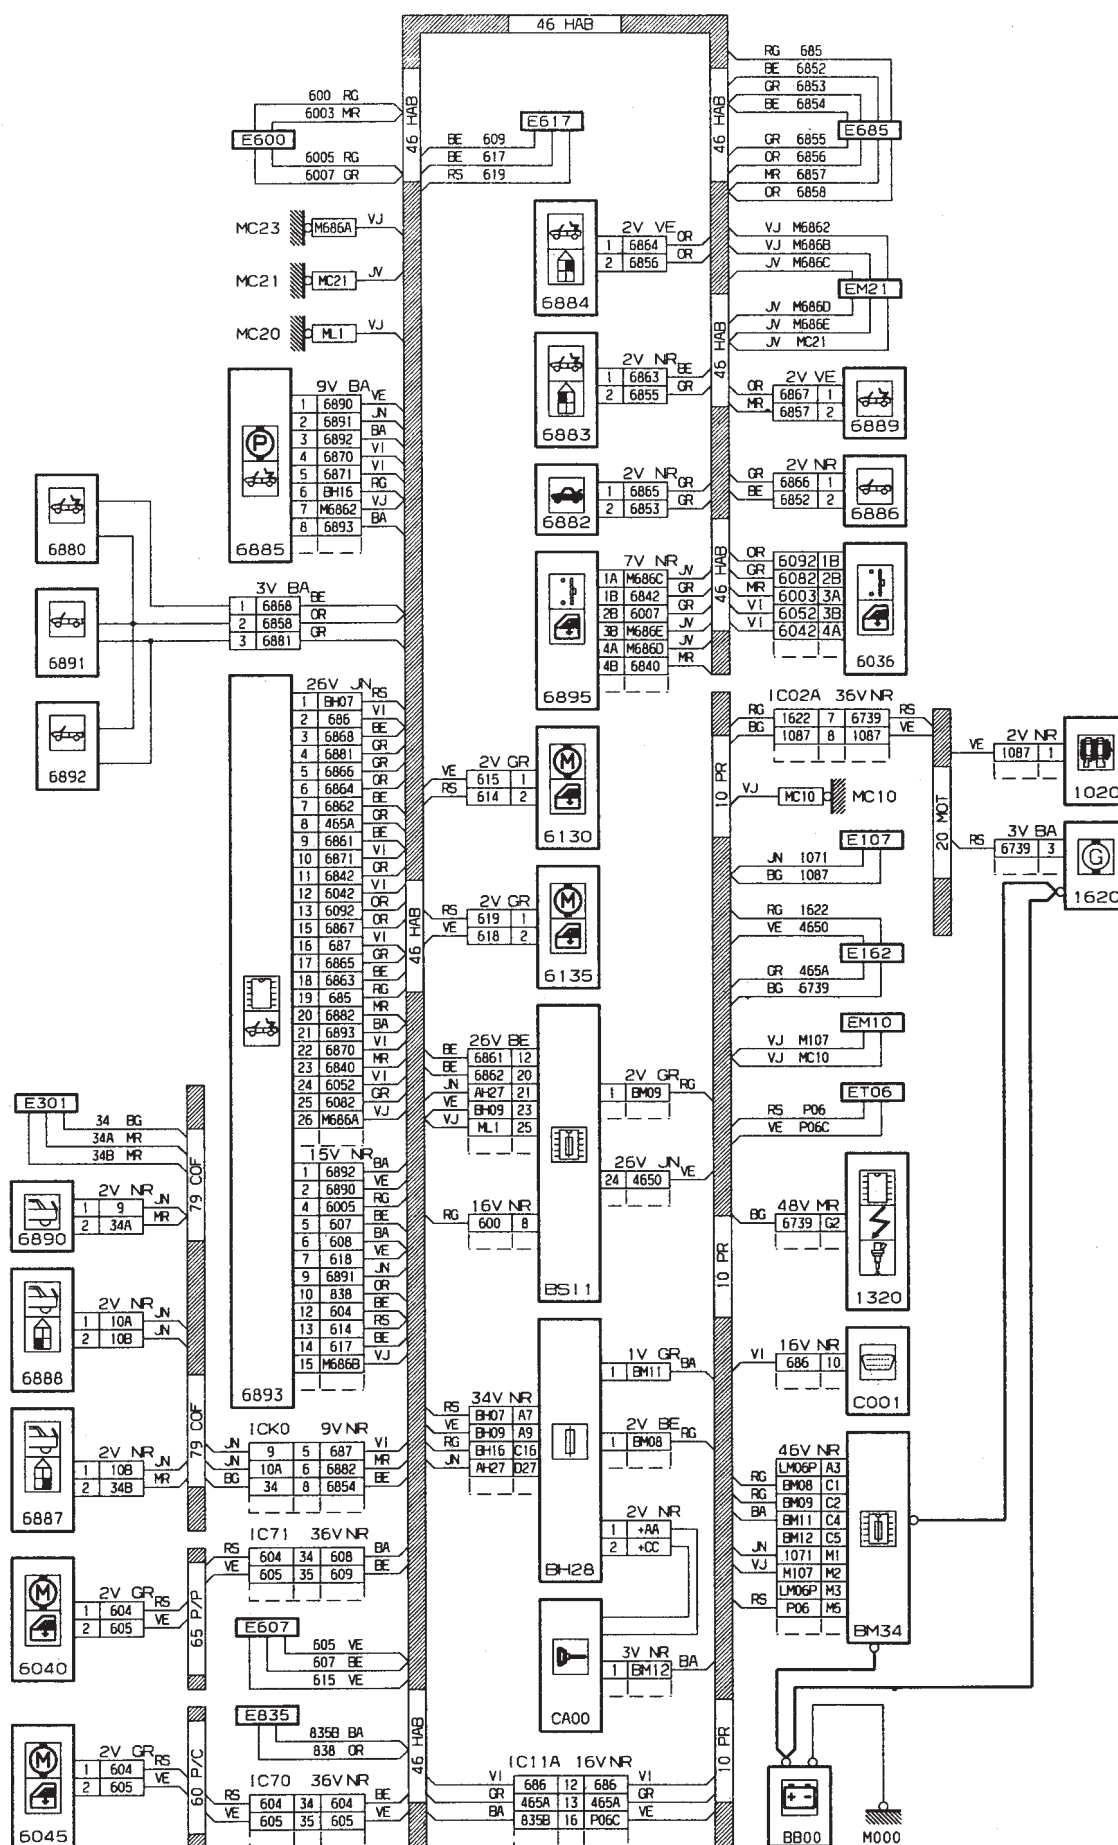 46 HAB
RG 685
BE 6852
GR 6853
BE 6854
E685
GR 6855
OR 6856
MR 6857
OR 6858
46 HAB
46 HAB
600 RG
6003 MR
E600
6005 RG
6007 GR
E617
BE 609
BE 617
RS 619
MC23 M686A VJ
MC21 MC21 JV
MC20 ML1 VJ
2V VE
1 6864 OR
2 6856 OR
6884
VJ M6862
VJ M686B
JV M686C
EM21
JV M686D
JV M686E
JV MC21
46 HAB
2V NR
1 6863 BE
2 6855 GR
6883
2V VE
OR 6867 1
MR 6857 2
6889
9V BA
1 6890 VE
2 6891 JN
3 6892 BA
4 6870 VI
5 6871 VI
6 BH16 RG
7 M6862 VJ
8 6893 BA
P
6885
2V NR
1 6865 GR
2 6853 GR
6882
2V NR
GR 6866 1
BE 6852 2
6886
6880
6891
6892
3V BA
1 6868 BE
2 6858 OR
3 6881 GR
7V NR
1A M686C JV
1B 6842 GR
2B 6007 GR
3B M686E JV
4A M686D JV
4B 6840 MR
6895
46 HAB
OR 6092 1B
GR 6082 2B
MR 6003 3A
VI 6052 3B
VI 6042 4A
6036
26V JN
1 BH07 RS
2 686 VI
3 6868 BE
4 6881 GR
5 6866 GR
6 6864 OR
7 6862 BE
8 465A GR
9 6861 BE
10 6871 VI
11 6842 GR
12 6042 VI
13 6092 OR
15 6867 OR
16 687 VI
17 6865 GR
18 6863 BE
19 685 RG
20 6882 MR
21 6893 BA
22 6870 VI
23 6840 MR
24 6052 VI
25 6082 GR
26 M686A VJ
15V NR
1 6892 BA
2 6890 VE
4 6005 RG
5 607 BE
6 608 BA
7 618 VE
9 6891 JN
10 838 OR
12 604 BE
13 614 RS
14 617 BE
15 M686B VJ
6893
46 HAB
IC02A 36V NR
RG 1622 7 6739 RS
BG 1087 8 1087 VE
10 PR
20 MOT
2V NR
VE 1087 1
1020
VJ MC10 MC10
3V BA
RS 6739 3
G
1620
2V GR
VE 615 1
RS 614 2
M
6130
2V GR
RS 619 1
VE 618 2
M
6135
E107
JN 1071
BG 1087
RG 1622
VE 4650
E162
GR 465A
BG 6739
EM10
VJ M107
VJ MC10
ET06
RS P06
VE P06C
26V BE
BE 6861 12
BE 6862 20
JN AH27 21
VE BH09 23
VJ ML1 25
2V GR
1 BM09 RG
26V JN
24 4650 VE
16V NR
RG 600 8
BS11
48V MR
BG 6739 G2
1320
10 PR
16V NR
VI 686 10
C001
E301
34 BG
34A MR
34B MR
79 COF
2V NR
1 9 JN
2 34A MR
6890
2V NR
1 10A JN
2 10B JN
6888
2V NR
1 10B JN
2 34B MR
6887
79 COF
ICK0 9V NR
JN 9 5 687 VI
JN 10A 6 6882 MR
BG 34 8 6854 BE
34V NR
RS BH07 A7
VE BH09 A9
RG BH16 C16
JN AH27 D27
1V GR
1 BM11 BA
2V BE
1 BM08 RG
2V NR
1 +AA
2 +CC
BH28
46V NR
LM06P A3
RG BM08 C1
RG BM09 C2
BA BM11 C4
BM12 C5
JN 1071 M1
VJ M107 M2
LM06P M3
RS P06 M5
BM34
IC71 36V NR
RS 604 34 608 BA
VE 605 35 609 BE
65 P/P
2V GR
1 604 RS
2 605 VE
M
6040
E607
605 VE
607 BE
615 VE
3V NR
1 BM12 BA
CA00
E835
835B BA
838 OR
46 HAB
10 PR
60 P/C
2V GR
1 604 RS
2 605 VE
M
6045
IC70 36V NR
RS 604 34 604 BE
VE 605 35 605 VE
IC11A 16V NR
VI 686 12 686 VI
GR 465A 13 465A GR
BA 835B 16 P06C VE
+ -
BB00
M000